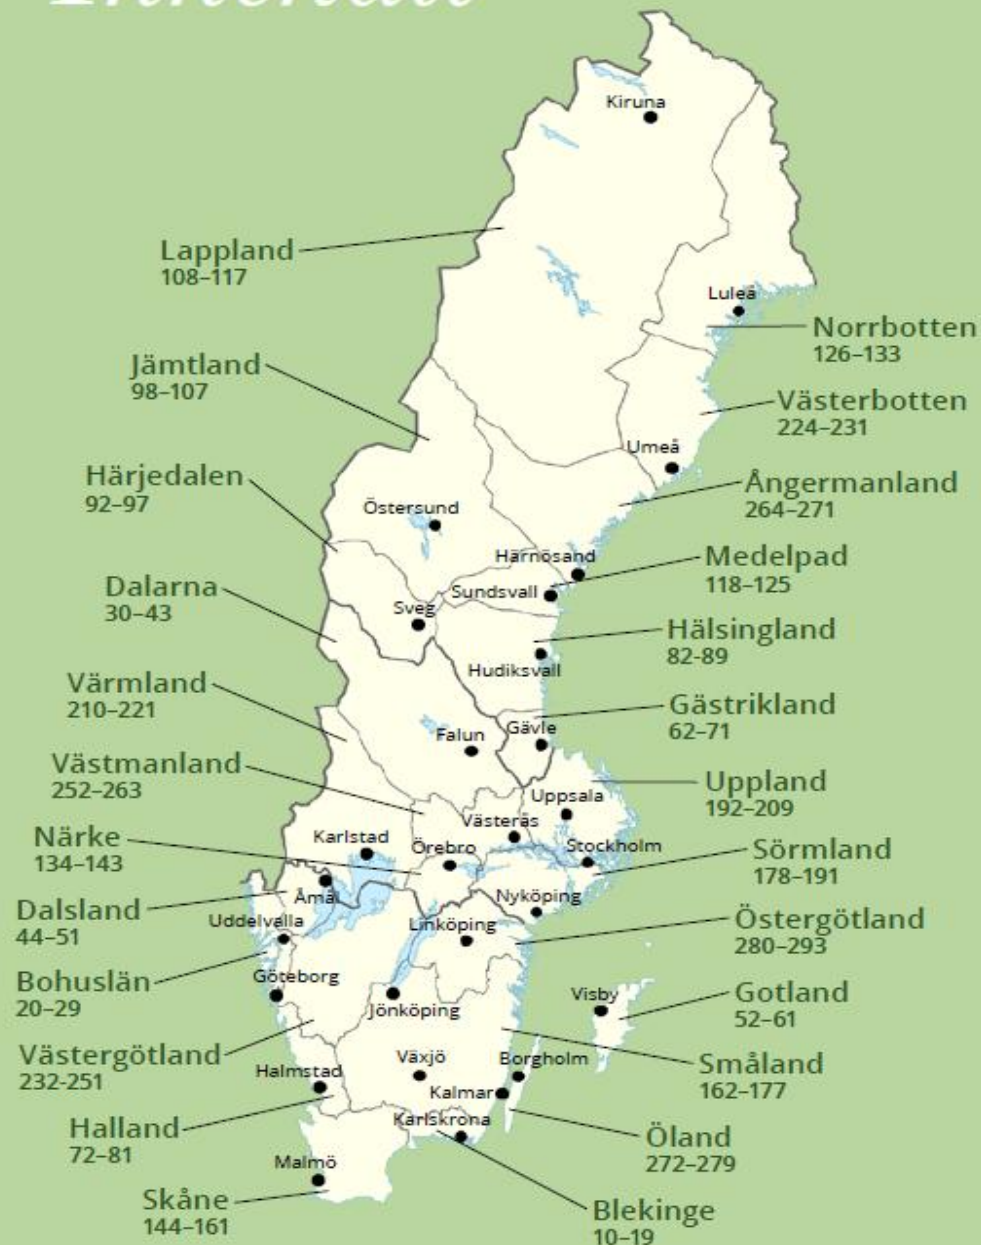 Innehåll
Kiruna
Lappland
108–117
Luleå
Norrbotten
126–133
Jämtland
98–107
Västerbotten
224–231
Umeå
Härjedalen
92–97
Ångermanland
264–271
Östersund
Härnösand
Medelpad
118–125
Dalarna
30–43
Sundsvall
Sveg
Hälsingland
82-89
Hudiksvall
Värmland
210–221
Gästrikland
62–71
Gävle
Falun
Västmanland
252–263
Uppland
192–209
Uppsala
Västerås
Närke
134–143
Karlstad
Örebro
Stockholm
Sörmland
178–191
Åmål
Nyköping
Dalsland
44–51
Uddelvalla
Linköping
Östergötland
280–293
Bohuslän
20–29
Göteborg
Jönköping
Visby
Gotland
52–61
Västergötland
232-251
Halmstad
Växjö
Borgholm
Småland
162–177
Kalmar
Halland
72–81
Karlskrona
Öland
272–279
Malmö
Skåne
144–161
Blekinge
10–19